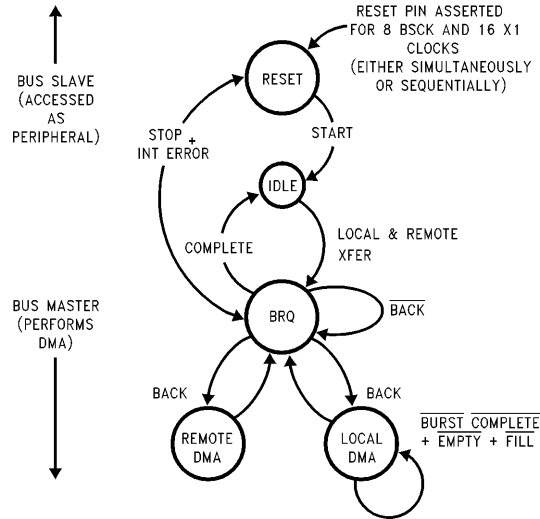 RESET PIN ASSERTED
FOR 8 BSCK AND 16 X1
CLOCKS
(EITHER SIMULTANEOUSLY
OR SEQUENTIALLY)
RESET
BUS SLAVE
(ACCESSED
AS
PERIPHERAL)
STOP +
INT ERROR
START
IDLE
COMPLETE
LOCAL & REMOTE
XFER
BUS MASTER
(PERFORMS
DMA)
BRQ
BACK
BACK
BACK
REMOTE
DMA
LOCAL
DMA
BURST COMPLETE
+ EMPTY + FILL